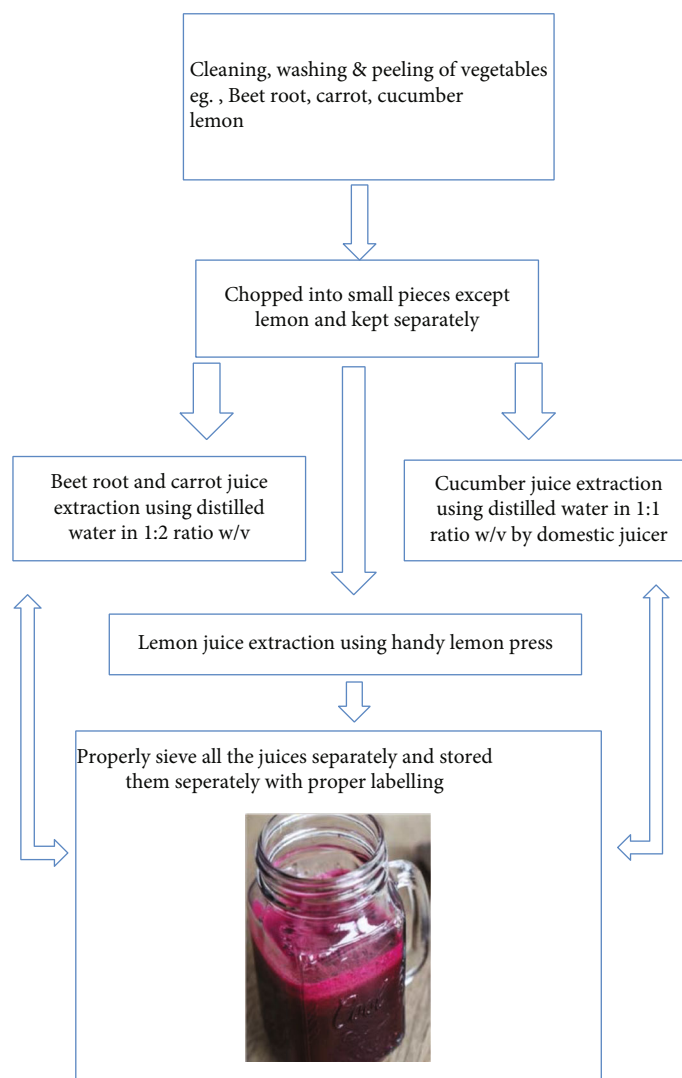 Cleaning, washing & peeling of vegetables
eg. , Beet root, carrot, cucumber
lemon
Chopped into small pieces except
lemon and kept separately
Beet root and carrot juice
extraction using distilled
water in 1:2 ratio w/v
Cucumber juice extraction
using distilled water in 1:1
ratio w/v by domestic juicer
Lemon juice extraction using handy lemon press
Properly sieve all the juices separately and stored
them seperately with proper labelling